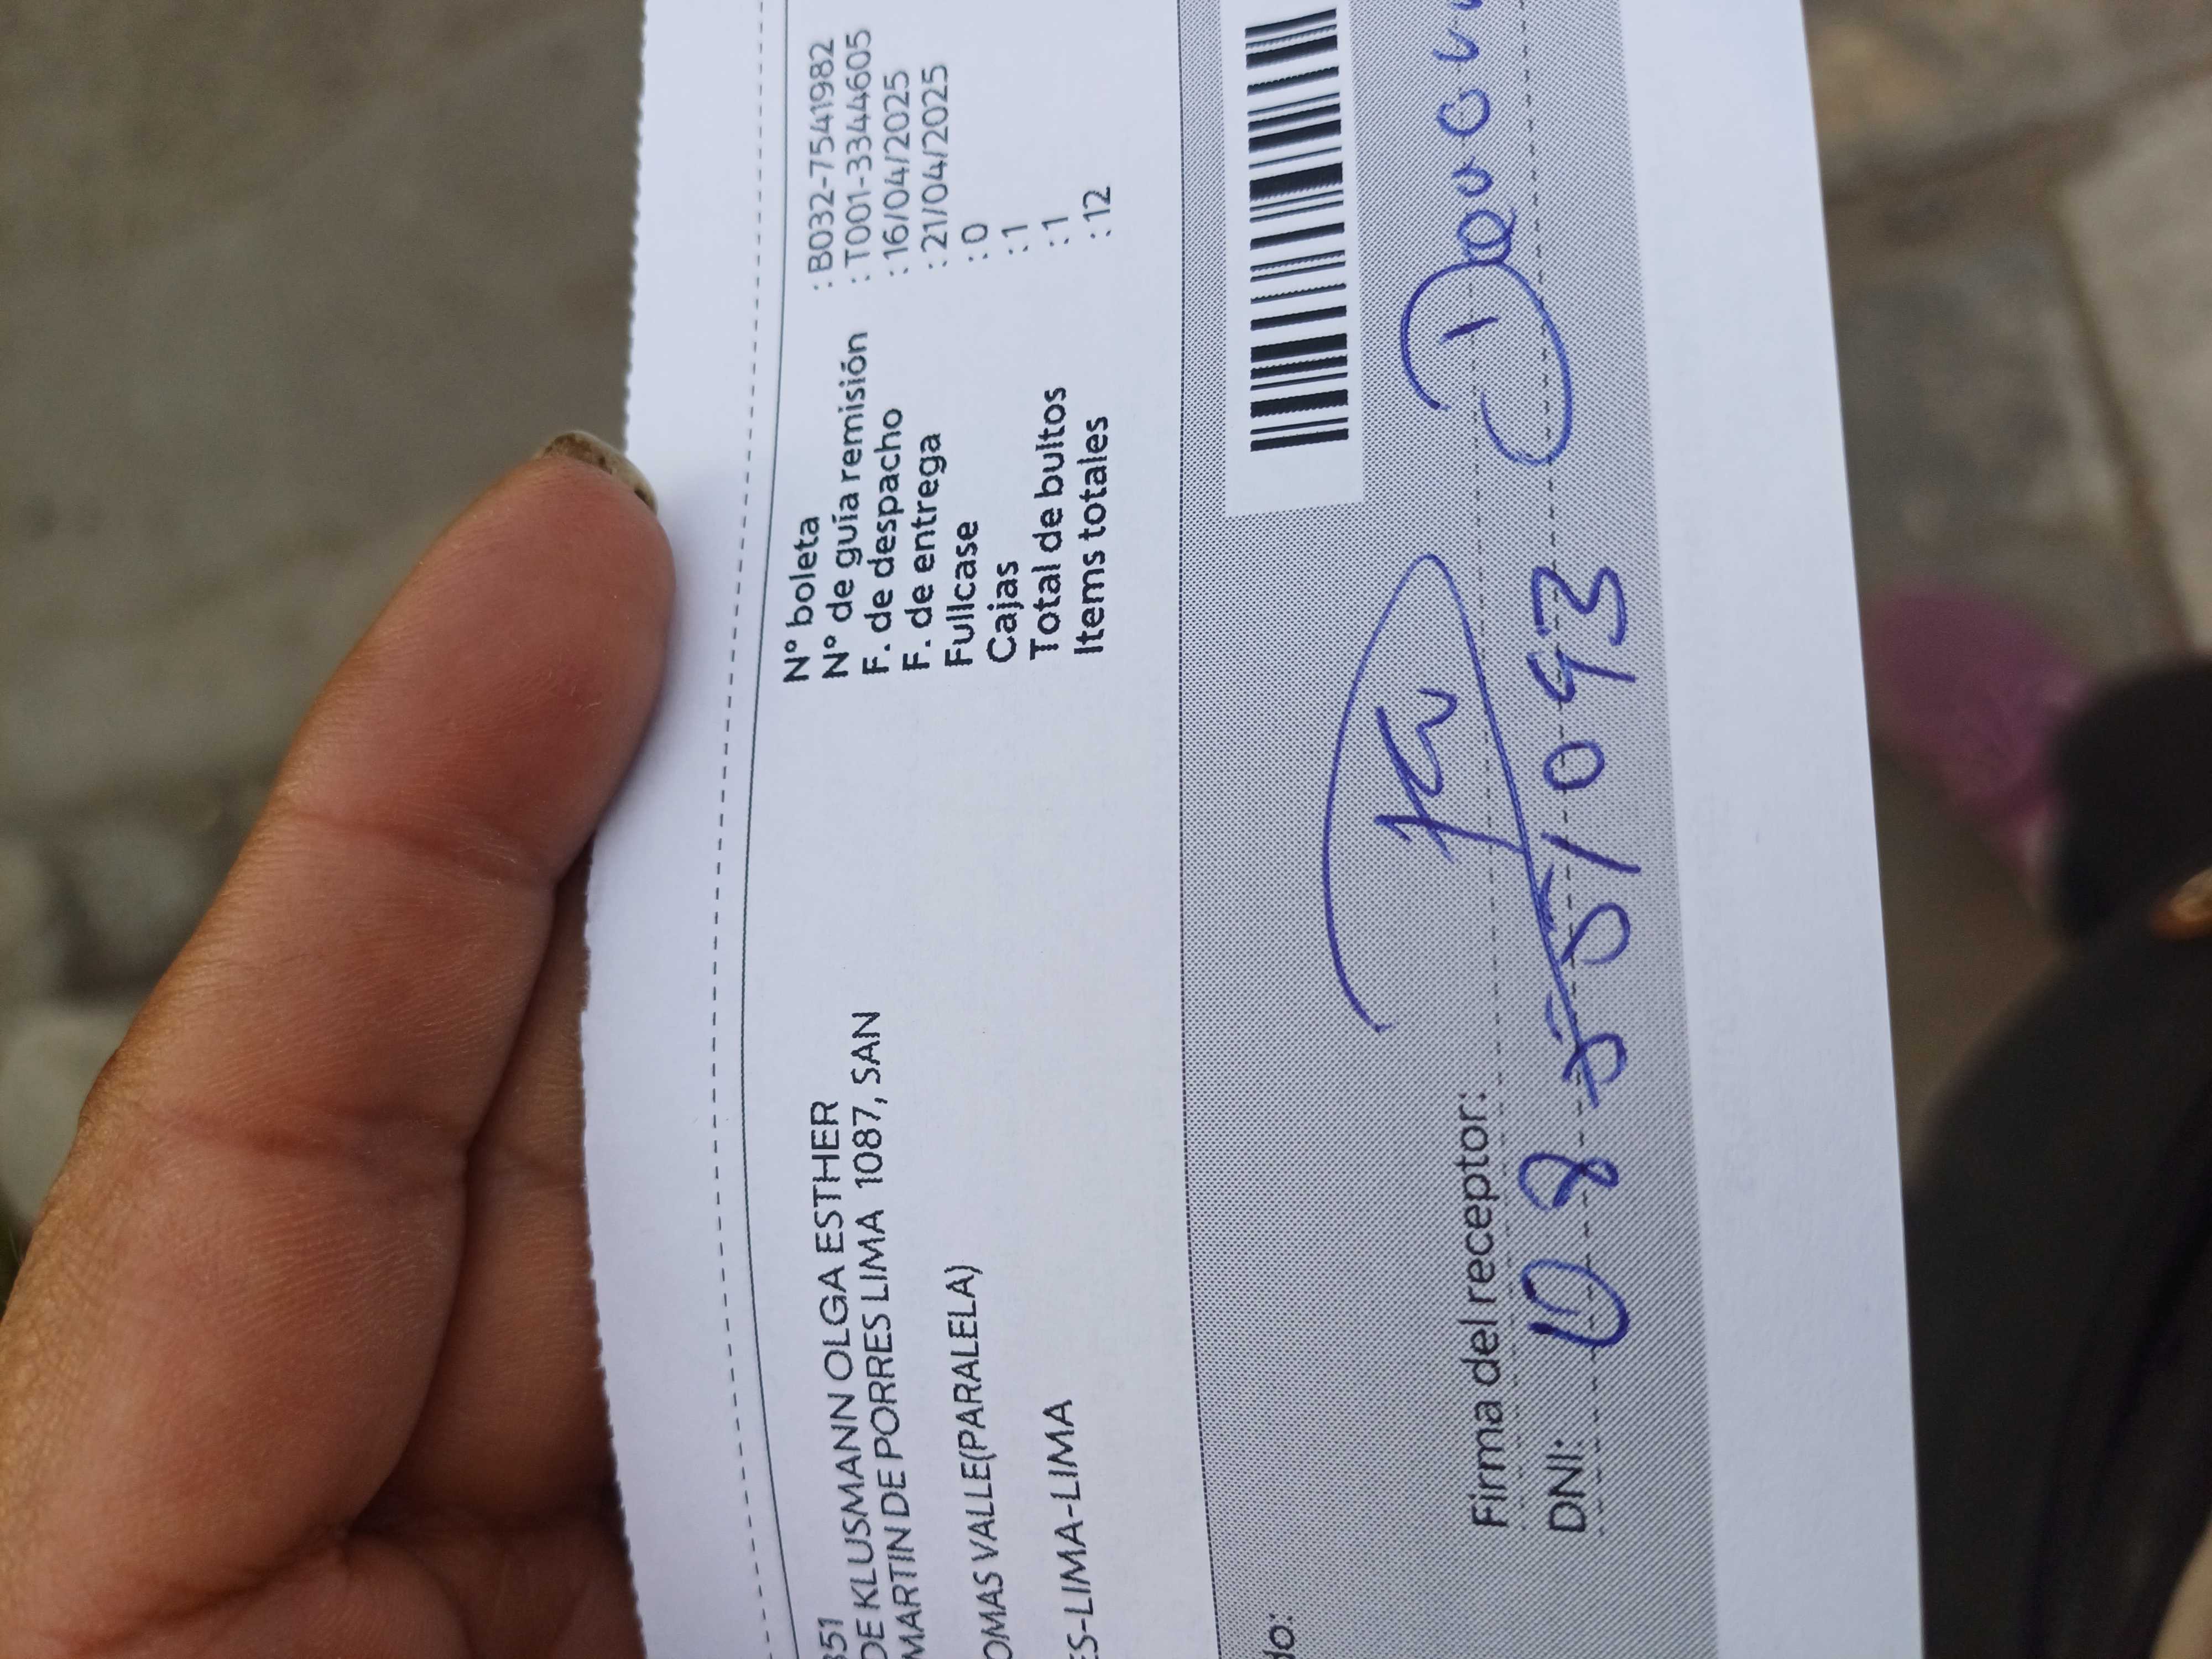 351
DE KLUSMANN OLGA ESTHER
MARTIN DE PORRES LIMA 1087, SAN
OMAS VALLE(PARALELA)
ES-LIMA-LIMA
N° boleta : B032-7541982
N° de guía remisión : T001-3344605
F. de despacho : 16/04/2025
F. de entrega : 21/04/2025
Fullcase : 0
Cajas : 1
Total de bultos : 1
Items totales : 12
do:
Firma del receptor:
DNI: 08551093